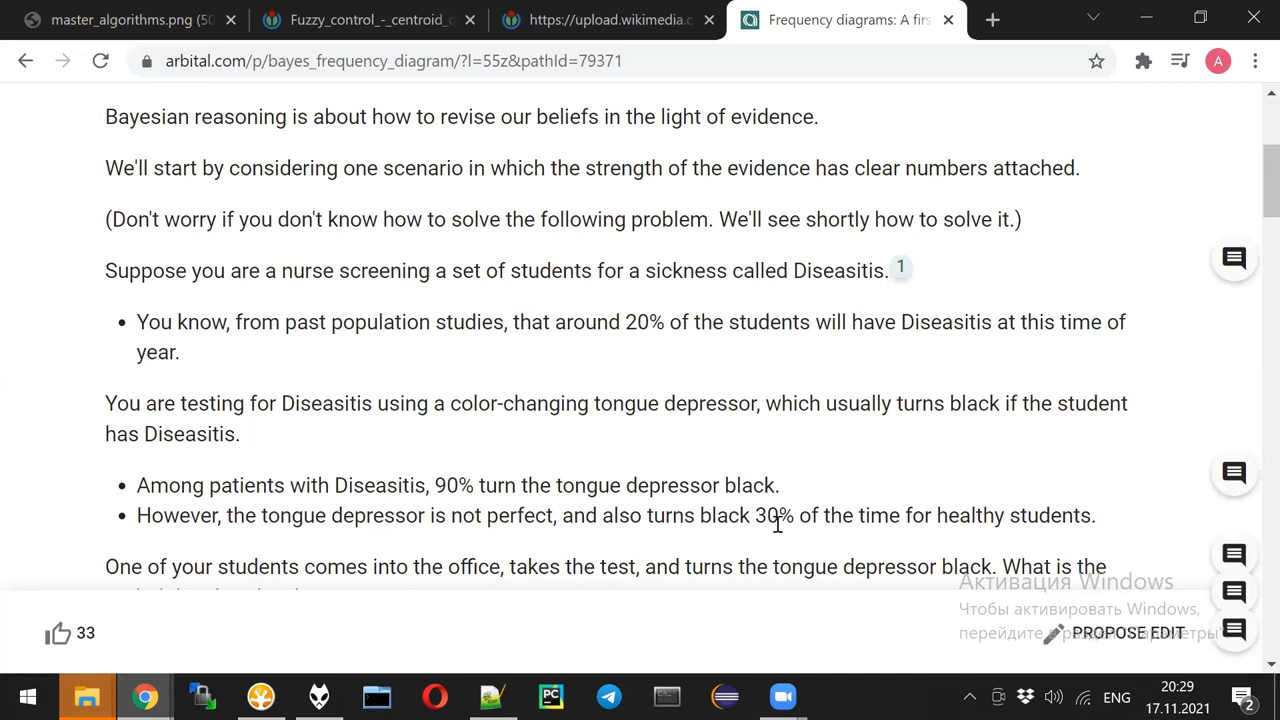 master_algorithms.png (50
Fuzzy_control_-_centroid_c
https://upload.wikimedia.c
Frequency diagrams: A firs
arbital.com/p/bayes_frequency_diagram/?l=55z&pathId=79371
A
Bayesian reasoning is about how to revise our beliefs in the light of evidence.
We'll start by considering one scenario in which the strength of the evidence has clear numbers attached.
(Don't worry if you don't know how to solve the following problem. We'll see shortly how to solve it.)
Suppose you are a nurse screening a set of students for a sickness called Diseasitis. 1
• You know, from past population studies, that around 20% of the students will have Diseasitis at this time of
year.
You are testing for Diseasitis using a color-changing tongue depressor, which usually turns black if the student
has Diseasitis.
• Among patients with Diseasitis, 90% turn the tongue depressor black.
• However, the tongue depressor is not perfect, and also turns black 30% of the time for healthy students.
One of your students comes into the office, takes the test, and turns the tongue depressor black. What is the
Активация Windows
Чтобы активировать Windows,
перейдите в раздел "Параметры"
33
PROPOSE EDIT
PC
ENG
20:29
17.11.2021
2